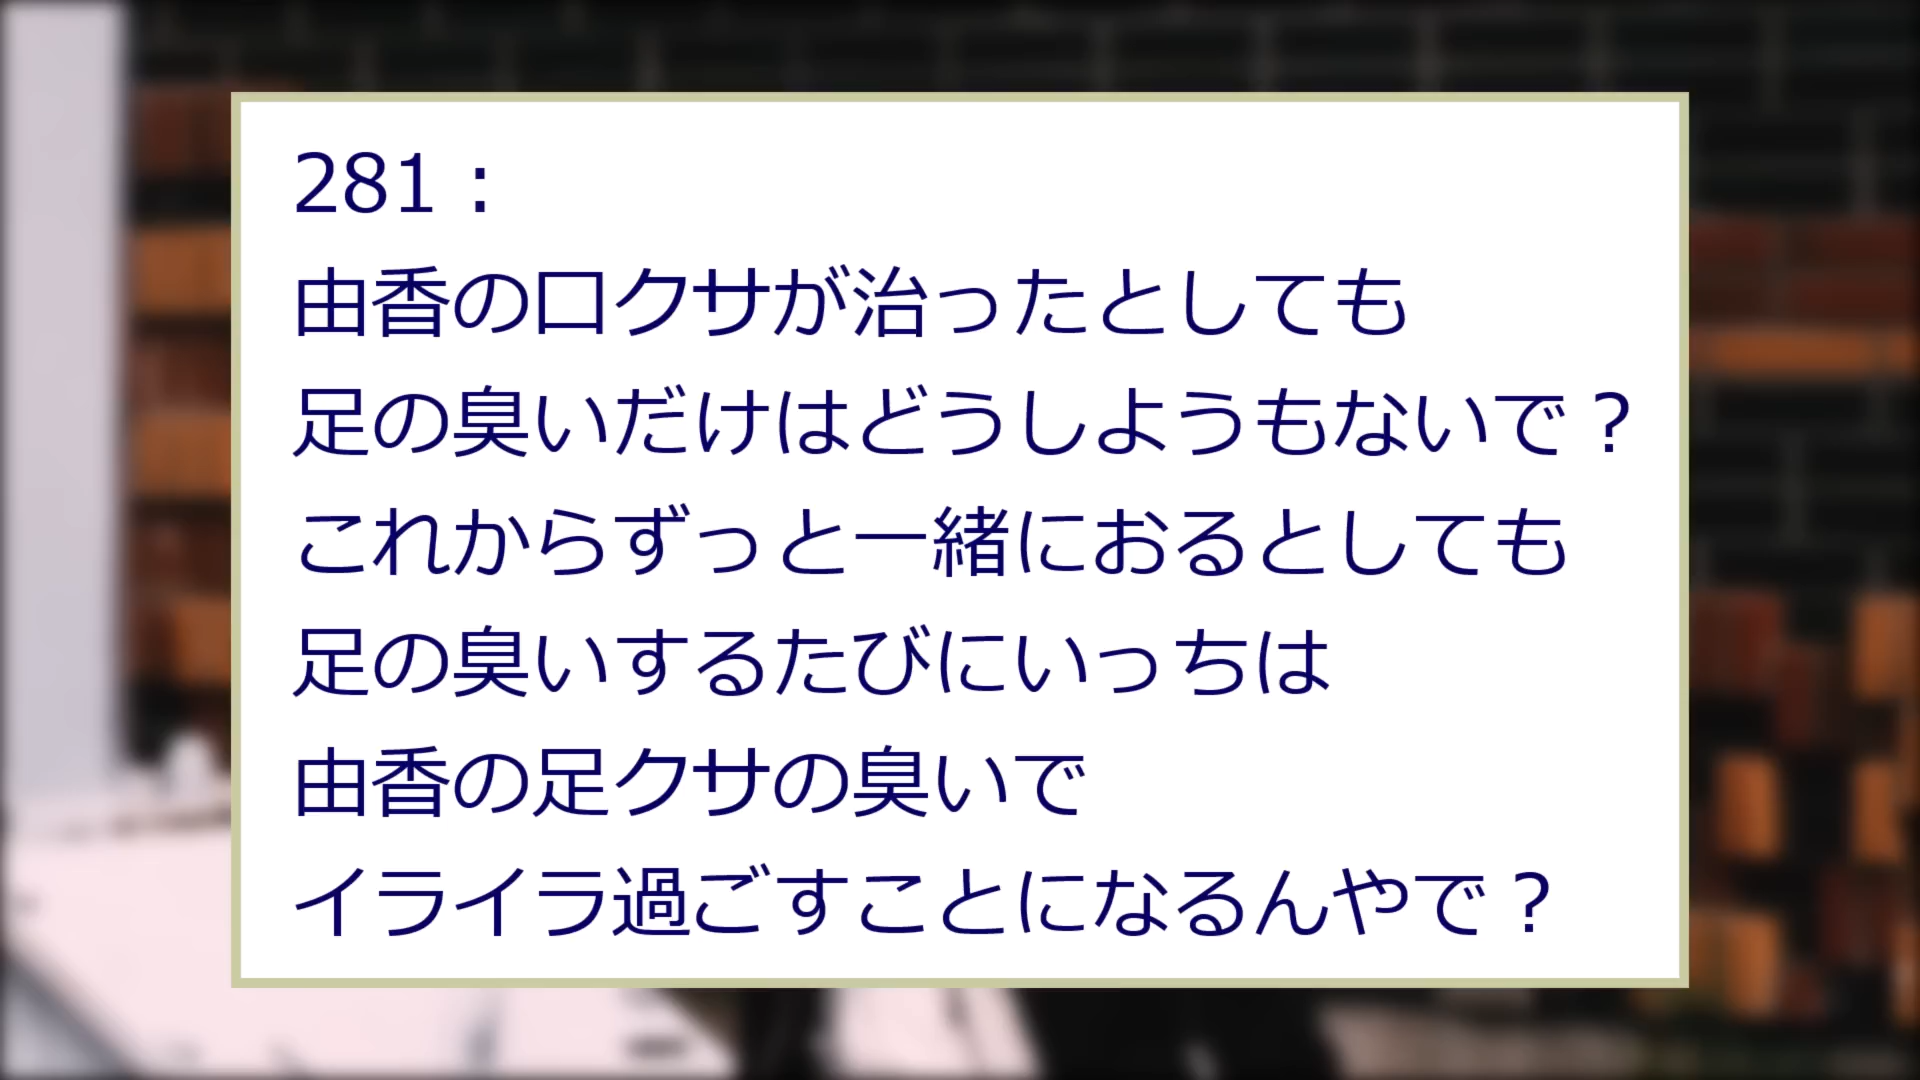 281：
由香の口クサが治ったとしても
足の臭いだけはどうしようもないで？
これからずっと一緒におるとしても
足の臭いするたびにいっちは
由香の足クサの臭いで
イライラ過ごすことになるんやで？